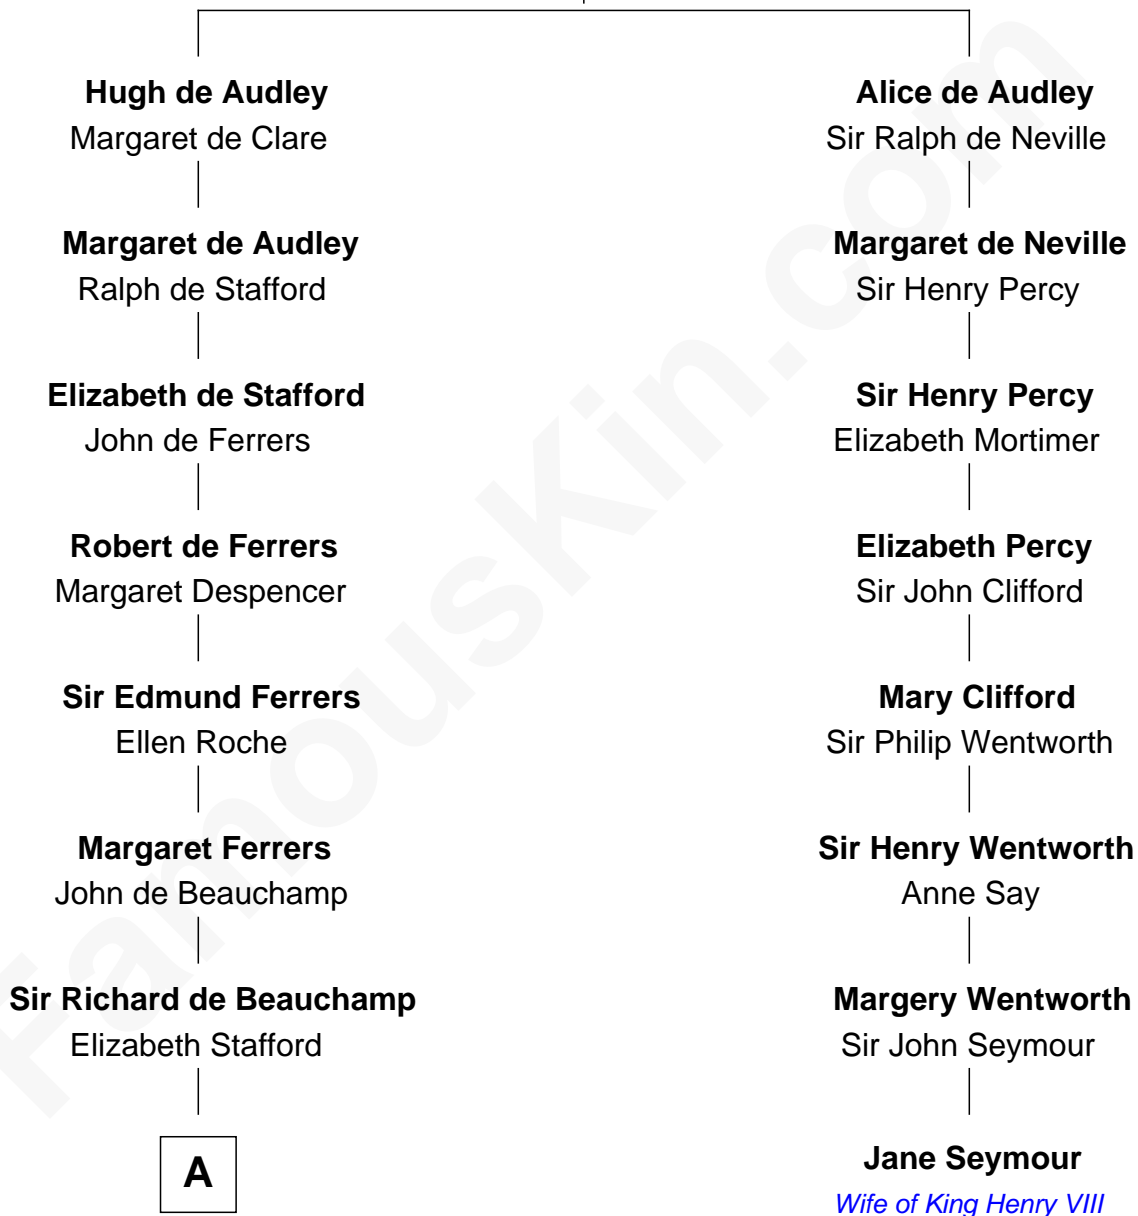 Hugh de Audley
Margaret de Clare
Margaret de Audley
Ralph de Stafford
Elizabeth de Stafford
John de Ferrers
Robert de Ferrers
Margaret Despencer
Sir Edmund Ferrers
Ellen Roche
Margaret Ferrers
John de Beauchamp
Sir Richard de Beauchamp
Elizabeth Stafford
A
Alice de Audley
Sir Ralph de Neville
Margaret de Neville
Sir Henry Percy
Sir Henry Percy
Elizabeth Mortimer
Elizabeth Percy
Sir John Clifford
Mary Clifford
Sir Philip Wentworth
Sir Henry Wentworth
Anne Say
Margery Wentworth
Sir John Seymour
Jane Seymour
Wife of King Henry VIII
FamousKin.com